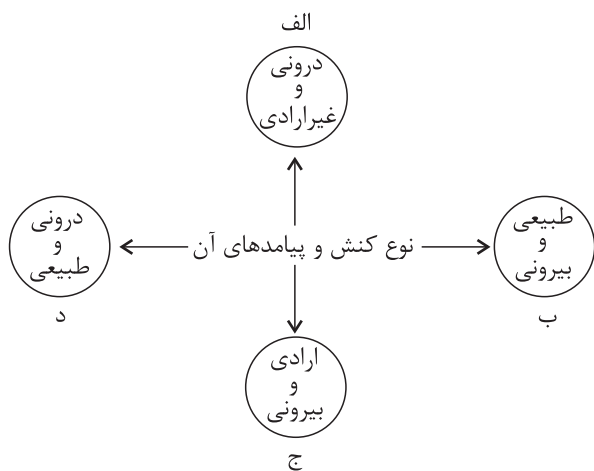 الف
درونی
و
غیرارادی
طبیعی
و
بیرونی
ب
نوع کنش و پیامدهای آن
درونی
و
طبیعی
د
ارادی
و
بیرونی
ج